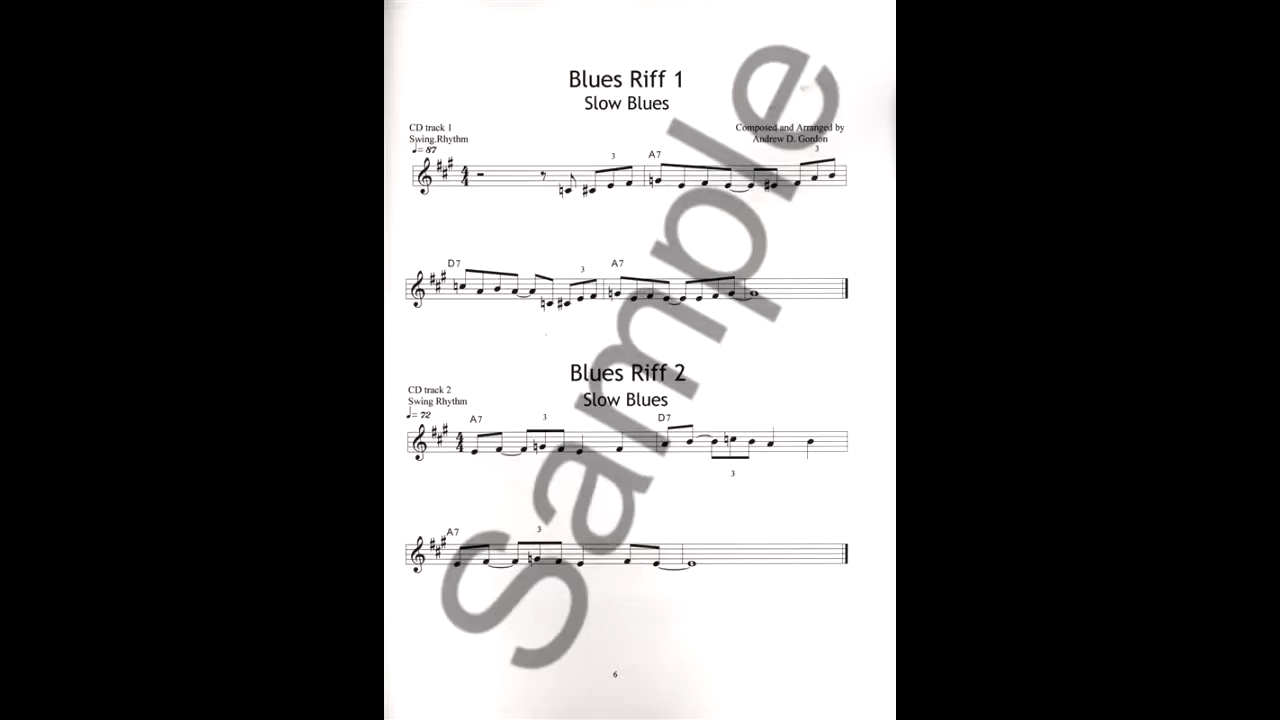 Blues Riff 1
Slow Blues
CD track 1
Swing Rhythm
Composed and Arranged by
Andrew D. Gordon
♩= 87
3
A7
3
D7
3
A7
Blues Riff 2
Slow Blues
CD track 2
Swing Rhythm
♩= 72
A7
3
D7
3
A7
3
6
Sample